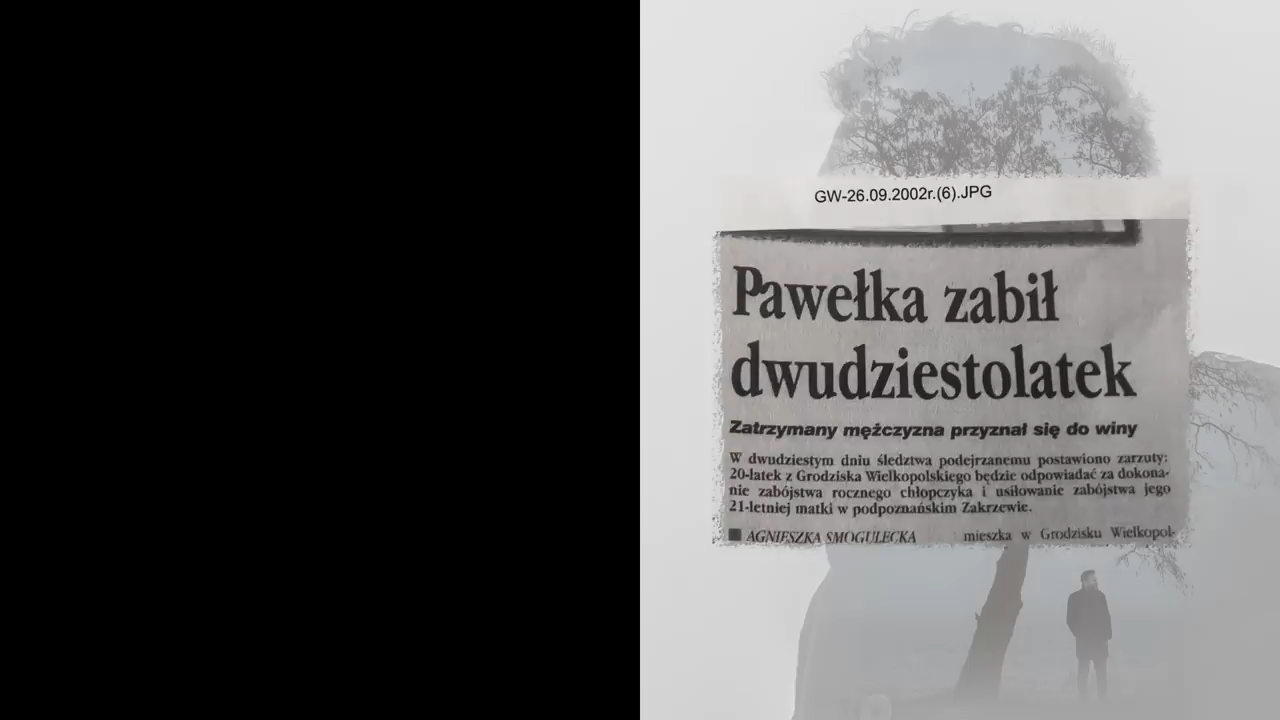 GW-26.09.2002r.(6).JPG
Pawełka zabił
dwudziestolatek
Zatrzymany mężczyzna przyznał się do winy
W dwudziestym dniu śledztwa podejrzanemu postawiono zarzuty:
20-latek z Grodziska Wielkopolskiego będzie odpowiadać za dokona-
nie zabójstwa rocznego chłopczyka i usiłowanie zabójstwa jego
21-letniej matki w podpoznańskim Zakrzewie.
AGNIESZKA SMOGULECKA mieszka w Grodzisku Wielkopol-